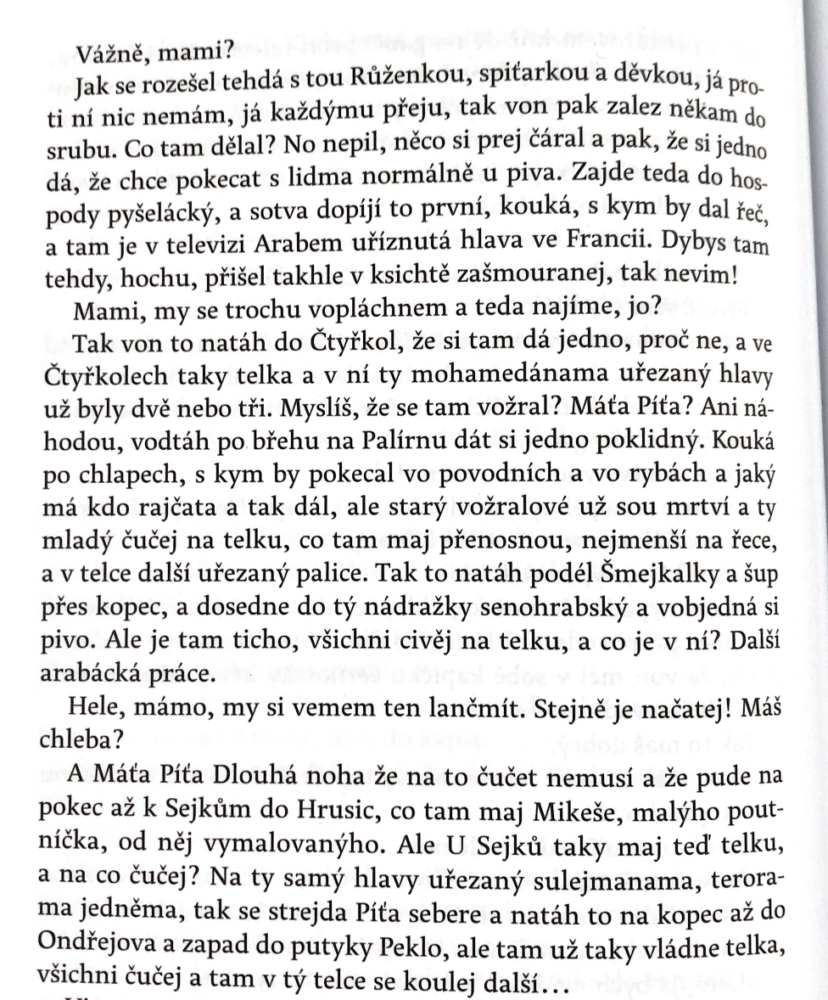 Vážně, mami?
Jak se rozešel tehdá s tou Růženkou, spíťarkou a děvkou, já pro-
ti ní nic nemám, já každýmu přeju, tak von pak zalez někam do
srubu. Co tam dělal? No nepil, něco si prej čáral a pak, že si jedno
dá, že chce pokecat s lidma normálně u piva. Zajde teda do hos-
pody pyšelácký, a sotva dopíjí to první, kouká, s kym by dal řeč,
a tam je v televizi Arabem uříznutá hlava ve Francii. Dybys tam
tehdy, hochu, přišel takhle v ksichtě zašmouranej, tak nevim!
Mami, my se trochu vopláchnem a teda najíme, jo?
Tak von to natáh do Čtyřkol, že si tam dá jedno, proč ne, a ve
Čtyřkolech taky telka a v ní ty mohamedánama uřezaný hlavy
už byly dvě nebo tři. Myslíš, že se tam vožral? Máťa Píťa? Ani ná-
hodou, vodtáh po břehu na Palírnu dát si jedno poklidný. Kouká
po chlapech, s kym by pokecal vo povodních a vo rybách a jaký
má kdo rajčata a tak dál, ale starý vožralové už sou mrtví a ty
mladý čučej na telku, co tam maj přenosnou, nejmenší na řece,
a v telce další uřezaný palice. Tak to natáh podél Šmejkalky a šup
přes kopec, a dosedne do tý nádražky senohrabský a vobjedná si
pivo. Ale je tam ticho, všichni civěj na telku, a co je v ní? Další
arabácká práce.
Hele, mámo, my si vemem ten lančmít. Stejně je načatej! Máš
chleba?
A Máťa Píťa Dlouhá noha že na to čučet nemusí a že pude na
pokec až k Sejkům do Hrusic, co tam maj Mikeše, malýho pout-
níčka, od něj vymalovanýho. Ale U Sejků taky maj teď telku,
a na co čučej? Na ty samý hlavy uřezaný sulejmanama, terora-
ma jedněma, tak se strejda Píťa sebere a natáh to na kopec až do
Ondřejova a zapad do putyky Peklo, ale tam už taky vládne telka,
všichni čučej a tam v tý telce se koulej další...